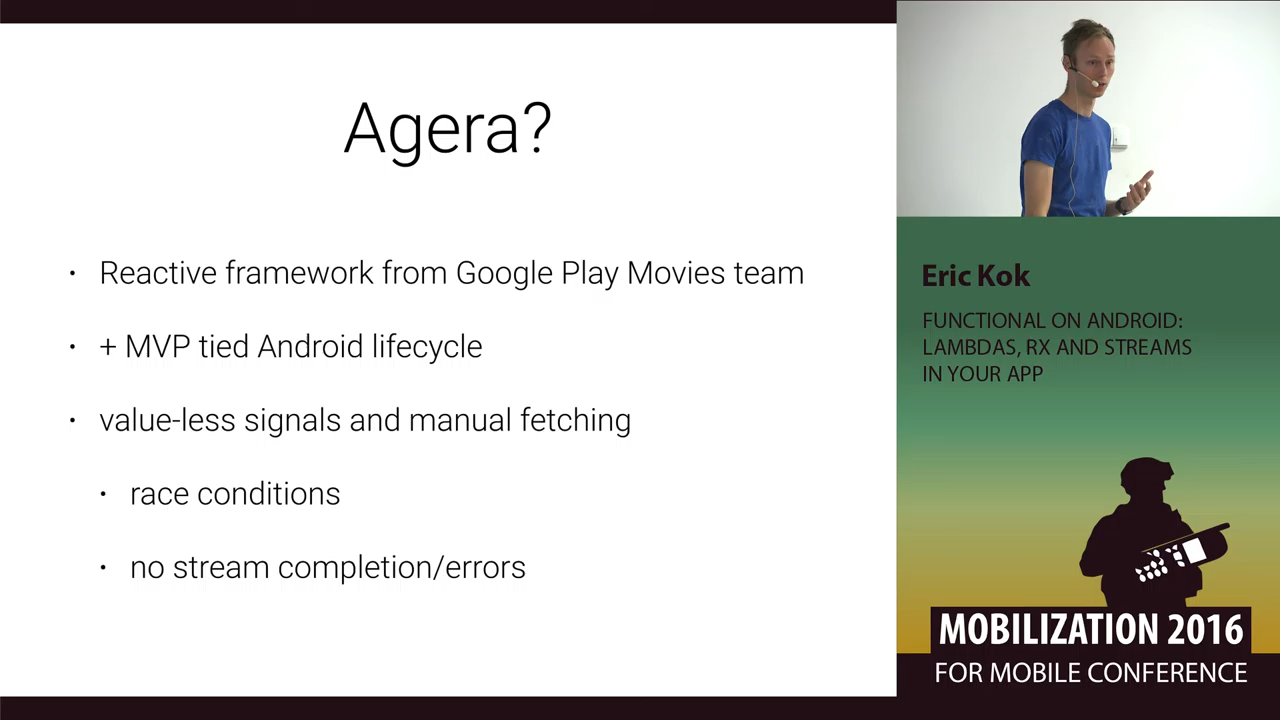 Agera?
• Reactive framework from Google Play Movies team
• + MVP tied Android lifecycle
• value-less signals and manual fetching
• race conditions
• no stream completion/errors
Eric Kok
FUNCTIONAL ON ANDROID:
LAMBDAS, RX AND STREAMS
IN YOUR APP
MOBILIZATION 2016
FOR MOBILE CONFERENCE